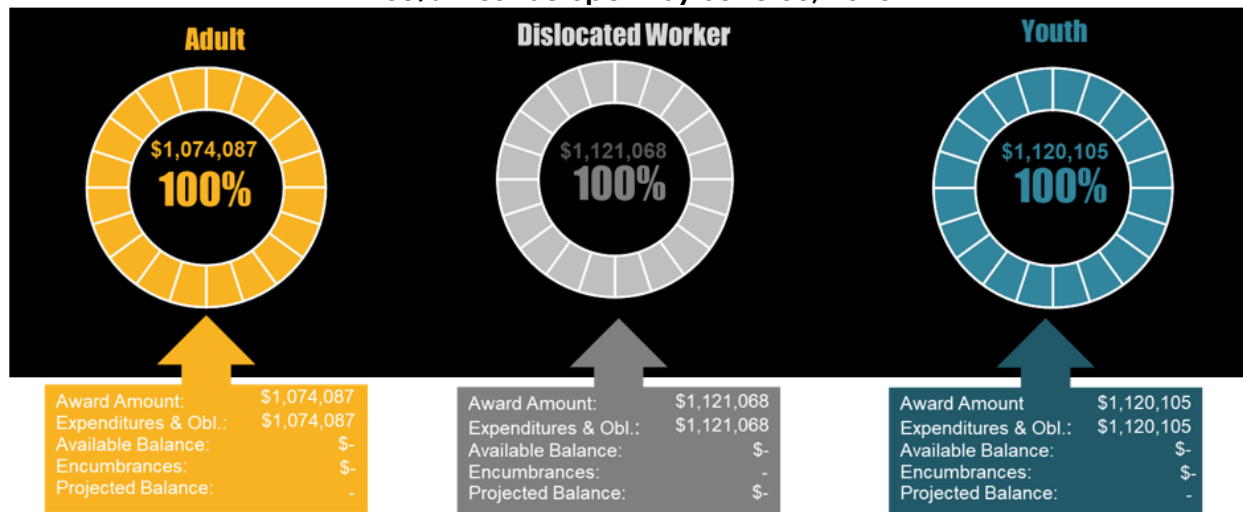 Adult
$1,074,087
100%
Award Amount: $1,074,087
Expenditures & Obl.: $1,074,087
Available Balance: $-
Encumbrances: $-
Projected Balance: -
Dislocated Worker
$1,121,068
100%
Award Amount: $1,121,068
Expenditures & Obl.: $1,121,068
Available Balance: $-
Encumbrances: -
Projected Balance: $-
Youth
$1,120,105
100%
Award Amount $1,120,105
Expenditures & Obl.: $1,120,105
Available Balance: $-
Encumbrances: $-
Projected Balance: -